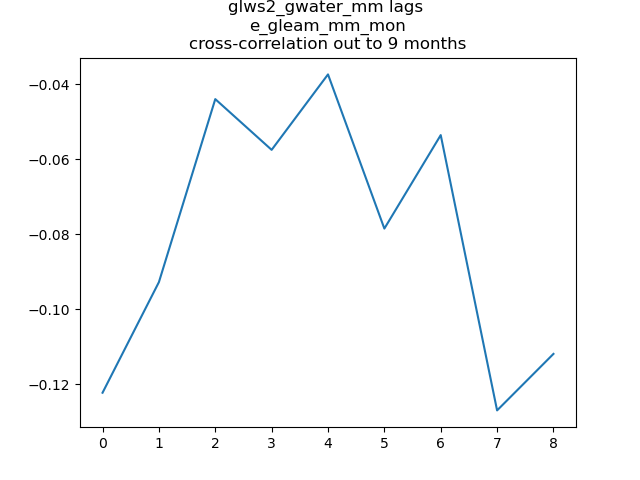 glws2_gwater_mm lags
e_gleam_mm_mon
cross-correlation out to 9 months
−0.04
−0.06
−0.08
−0.10
−0.12
0 1 2 3 4 5 6 7 8